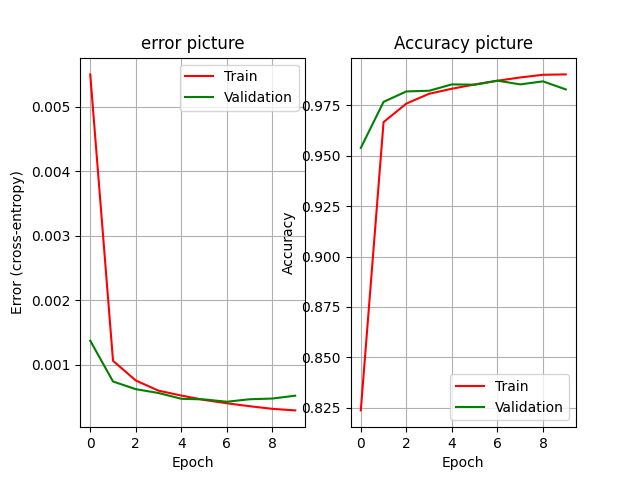 error picture
Train
Validation
0.005
0.004
0.003
0.002
0.001
Error (cross-entropy)
0 2 4 6 8
Epoch
Accuracy picture
0.975
0.950
0.925
0.900
0.875
0.850
0.825
Accuracy
Train
Validation
0 2 4 6 8
Epoch